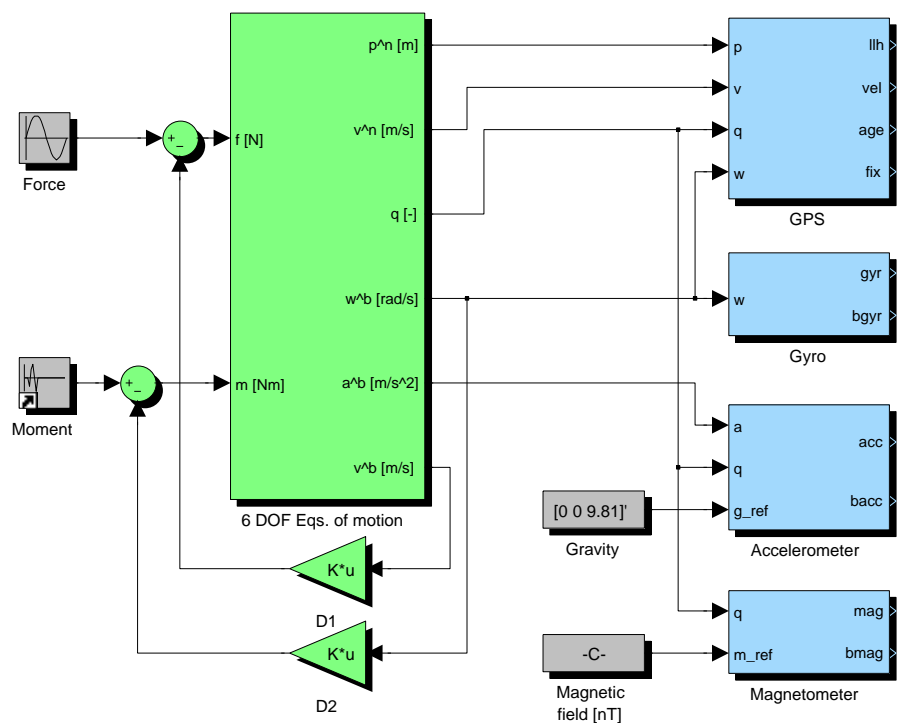 Force
+
−
f [N]
Moment
+
−
m [Nm]
p^n [m]
v^n [m/s]
q [-]
w^b [rad/s]
a^b [m/s^2]
v^b [m/s]
6 DOF Eqs. of motion
K*u
D1
K*u
D2
p
v
q
w
llh
vel
age
fix
GPS
w
gyr
bgyr
Gyro
[0 0 9.81]'
Gravity
a
q
g_ref
acc
bacc
Accelerometer
-C-
Magnetic
field [nT]
q
m_ref
mag
bmag
Magnetometer